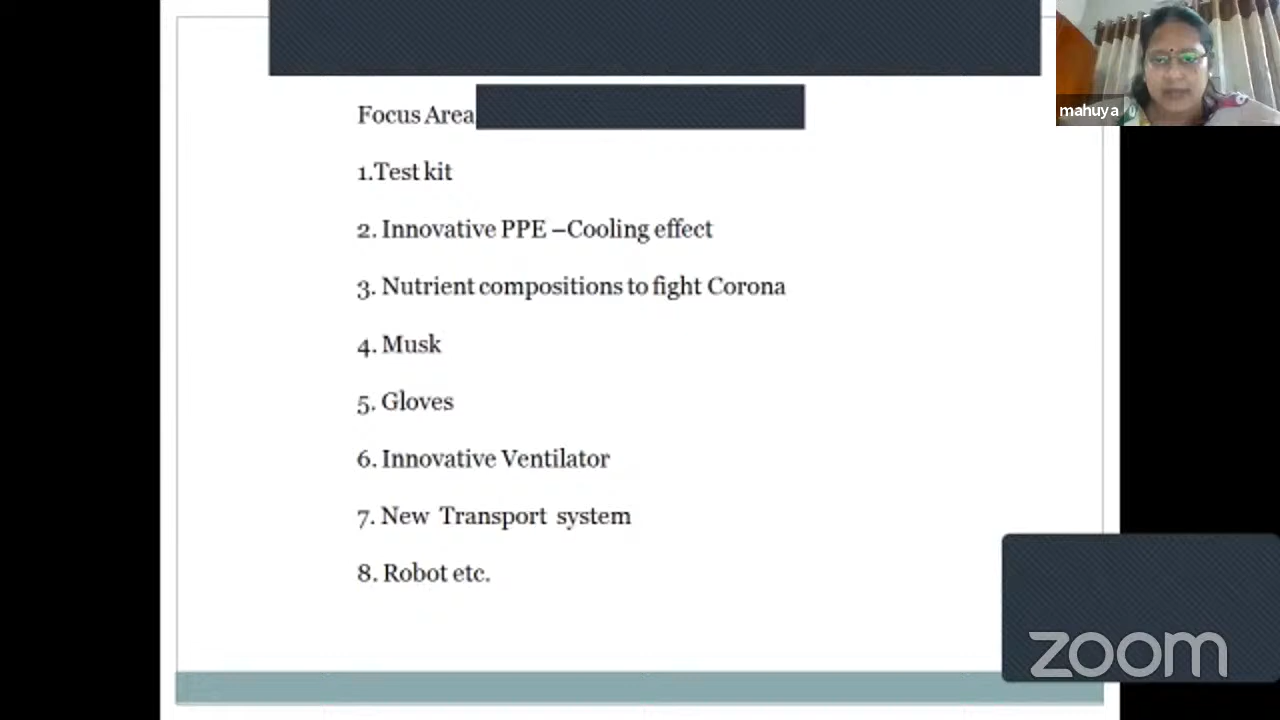 Focus Area
1.Test kit
2. Innovative PPE –Cooling effect
3. Nutrient compositions to fight Corona
4. Musk
5. Gloves
6. Innovative Ventilator
7. New Transport system
8. Robot etc.
mahuya
zoom